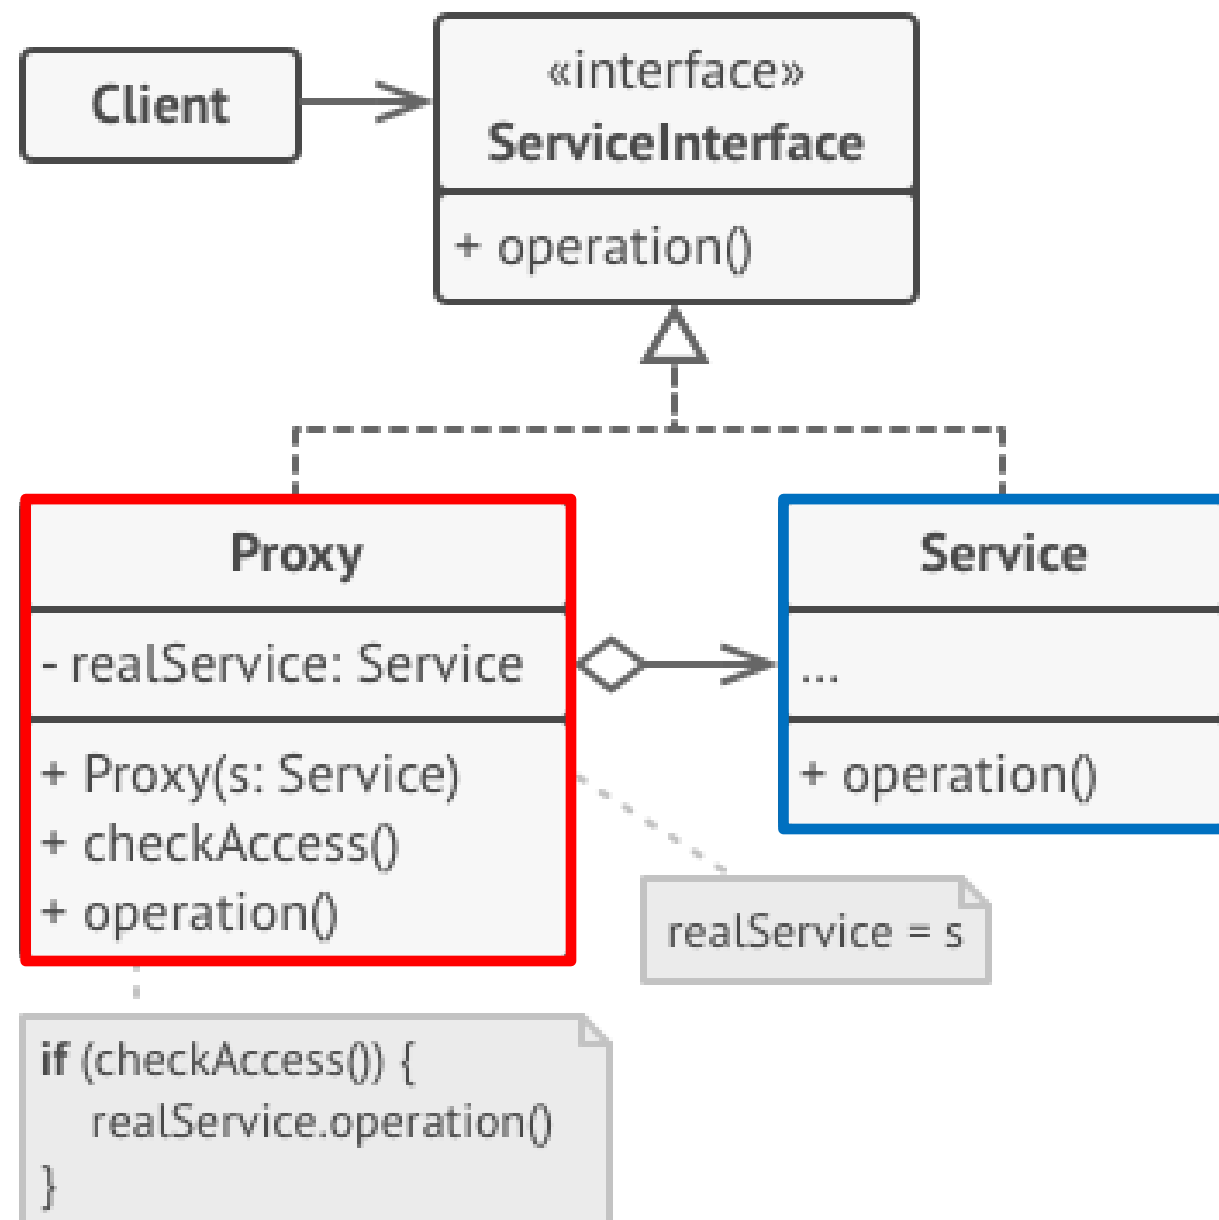 Client
«interface»
ServiceInterface
+ operation()
Proxy
- realService: Service
+ Proxy(s: Service)
+ checkAccess()
+ operation()
Service
...
+ operation()
realService = s
if (checkAccess()) {
realService.operation()
}